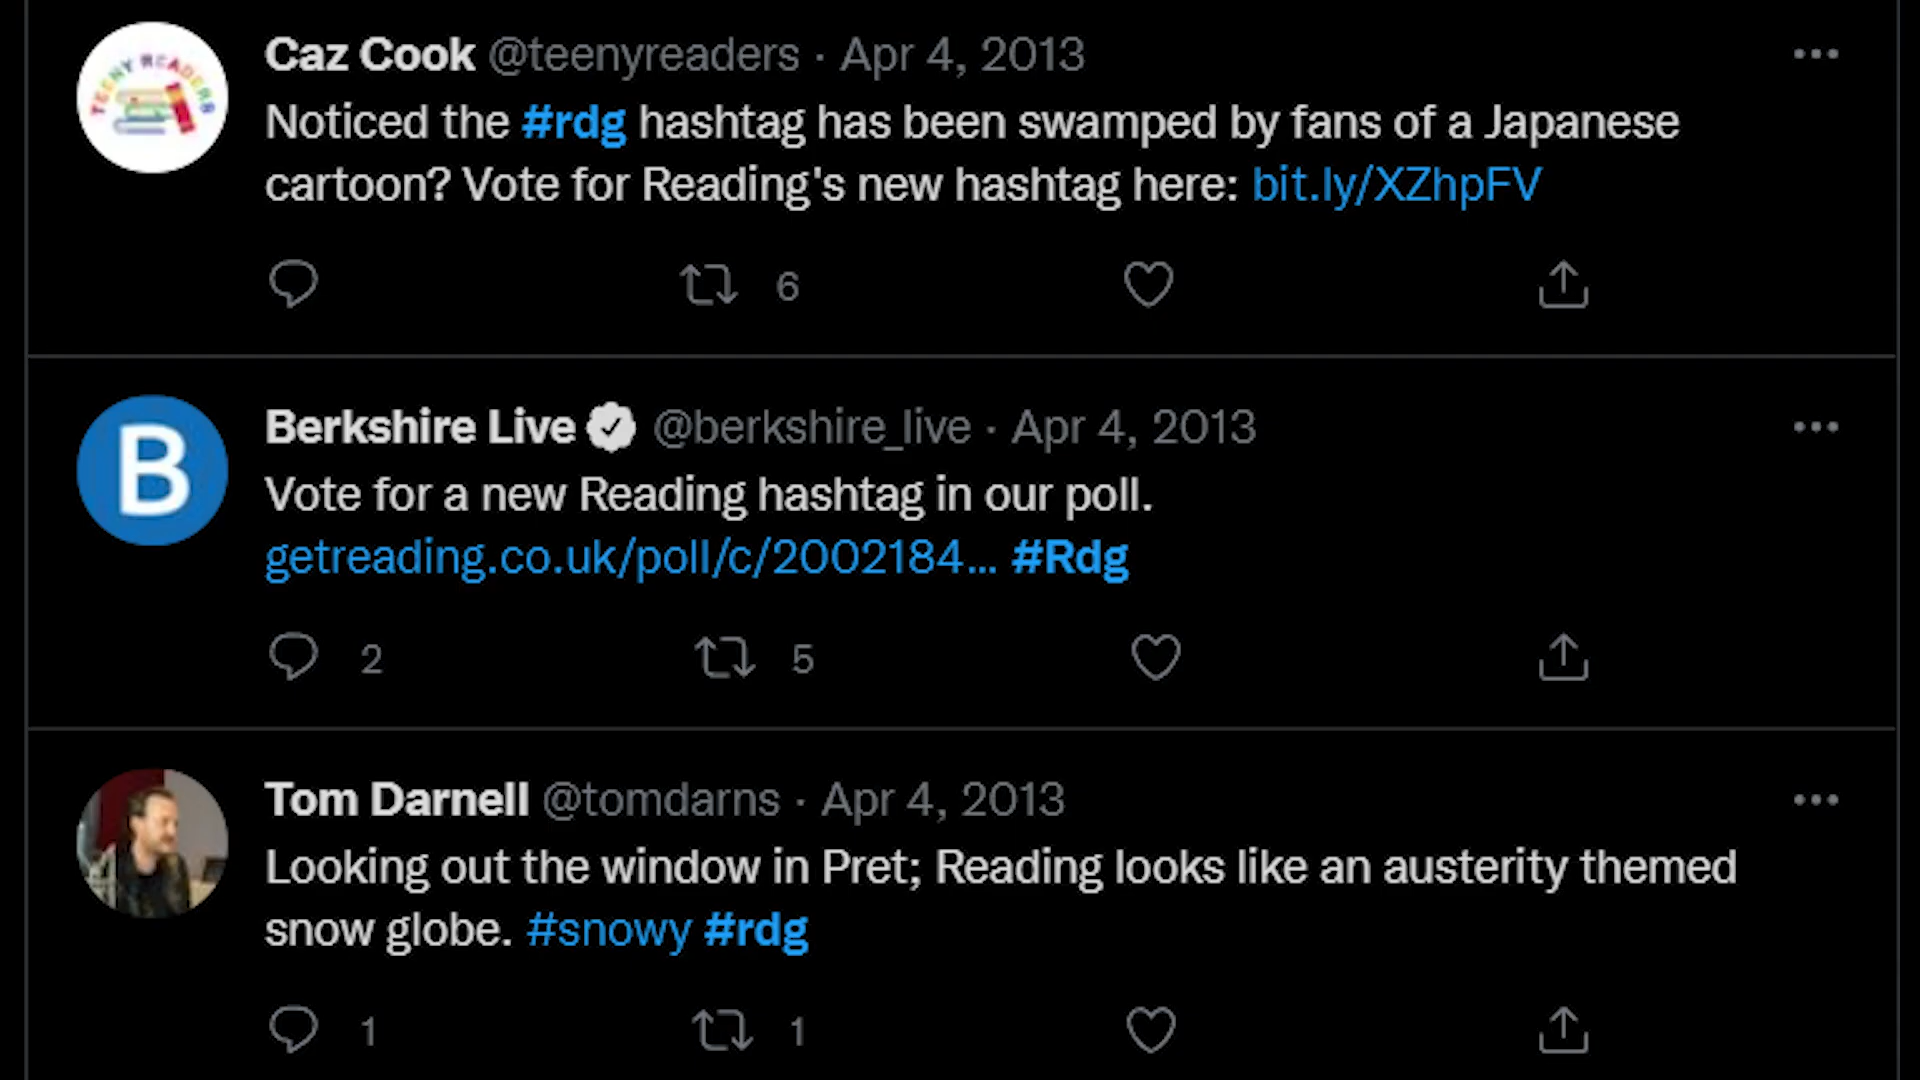 TEENY READERS
Caz Cook @teenyreaders · Apr 4, 2013
Noticed the #rdg hashtag has been swamped by fans of a Japanese
cartoon? Vote for Reading's new hashtag here: bit.ly/XZhpFV
6
B
Berkshire Live @berkshire_live · Apr 4, 2013
Vote for a new Reading hashtag in our poll.
getreading.co.uk/poll/c/2002184... #Rdg
2 5
Tom Darnell @tomdarns · Apr 4, 2013
Looking out the window in Pret; Reading looks like an austerity themed
snow globe. #snowy #rdg
1 1